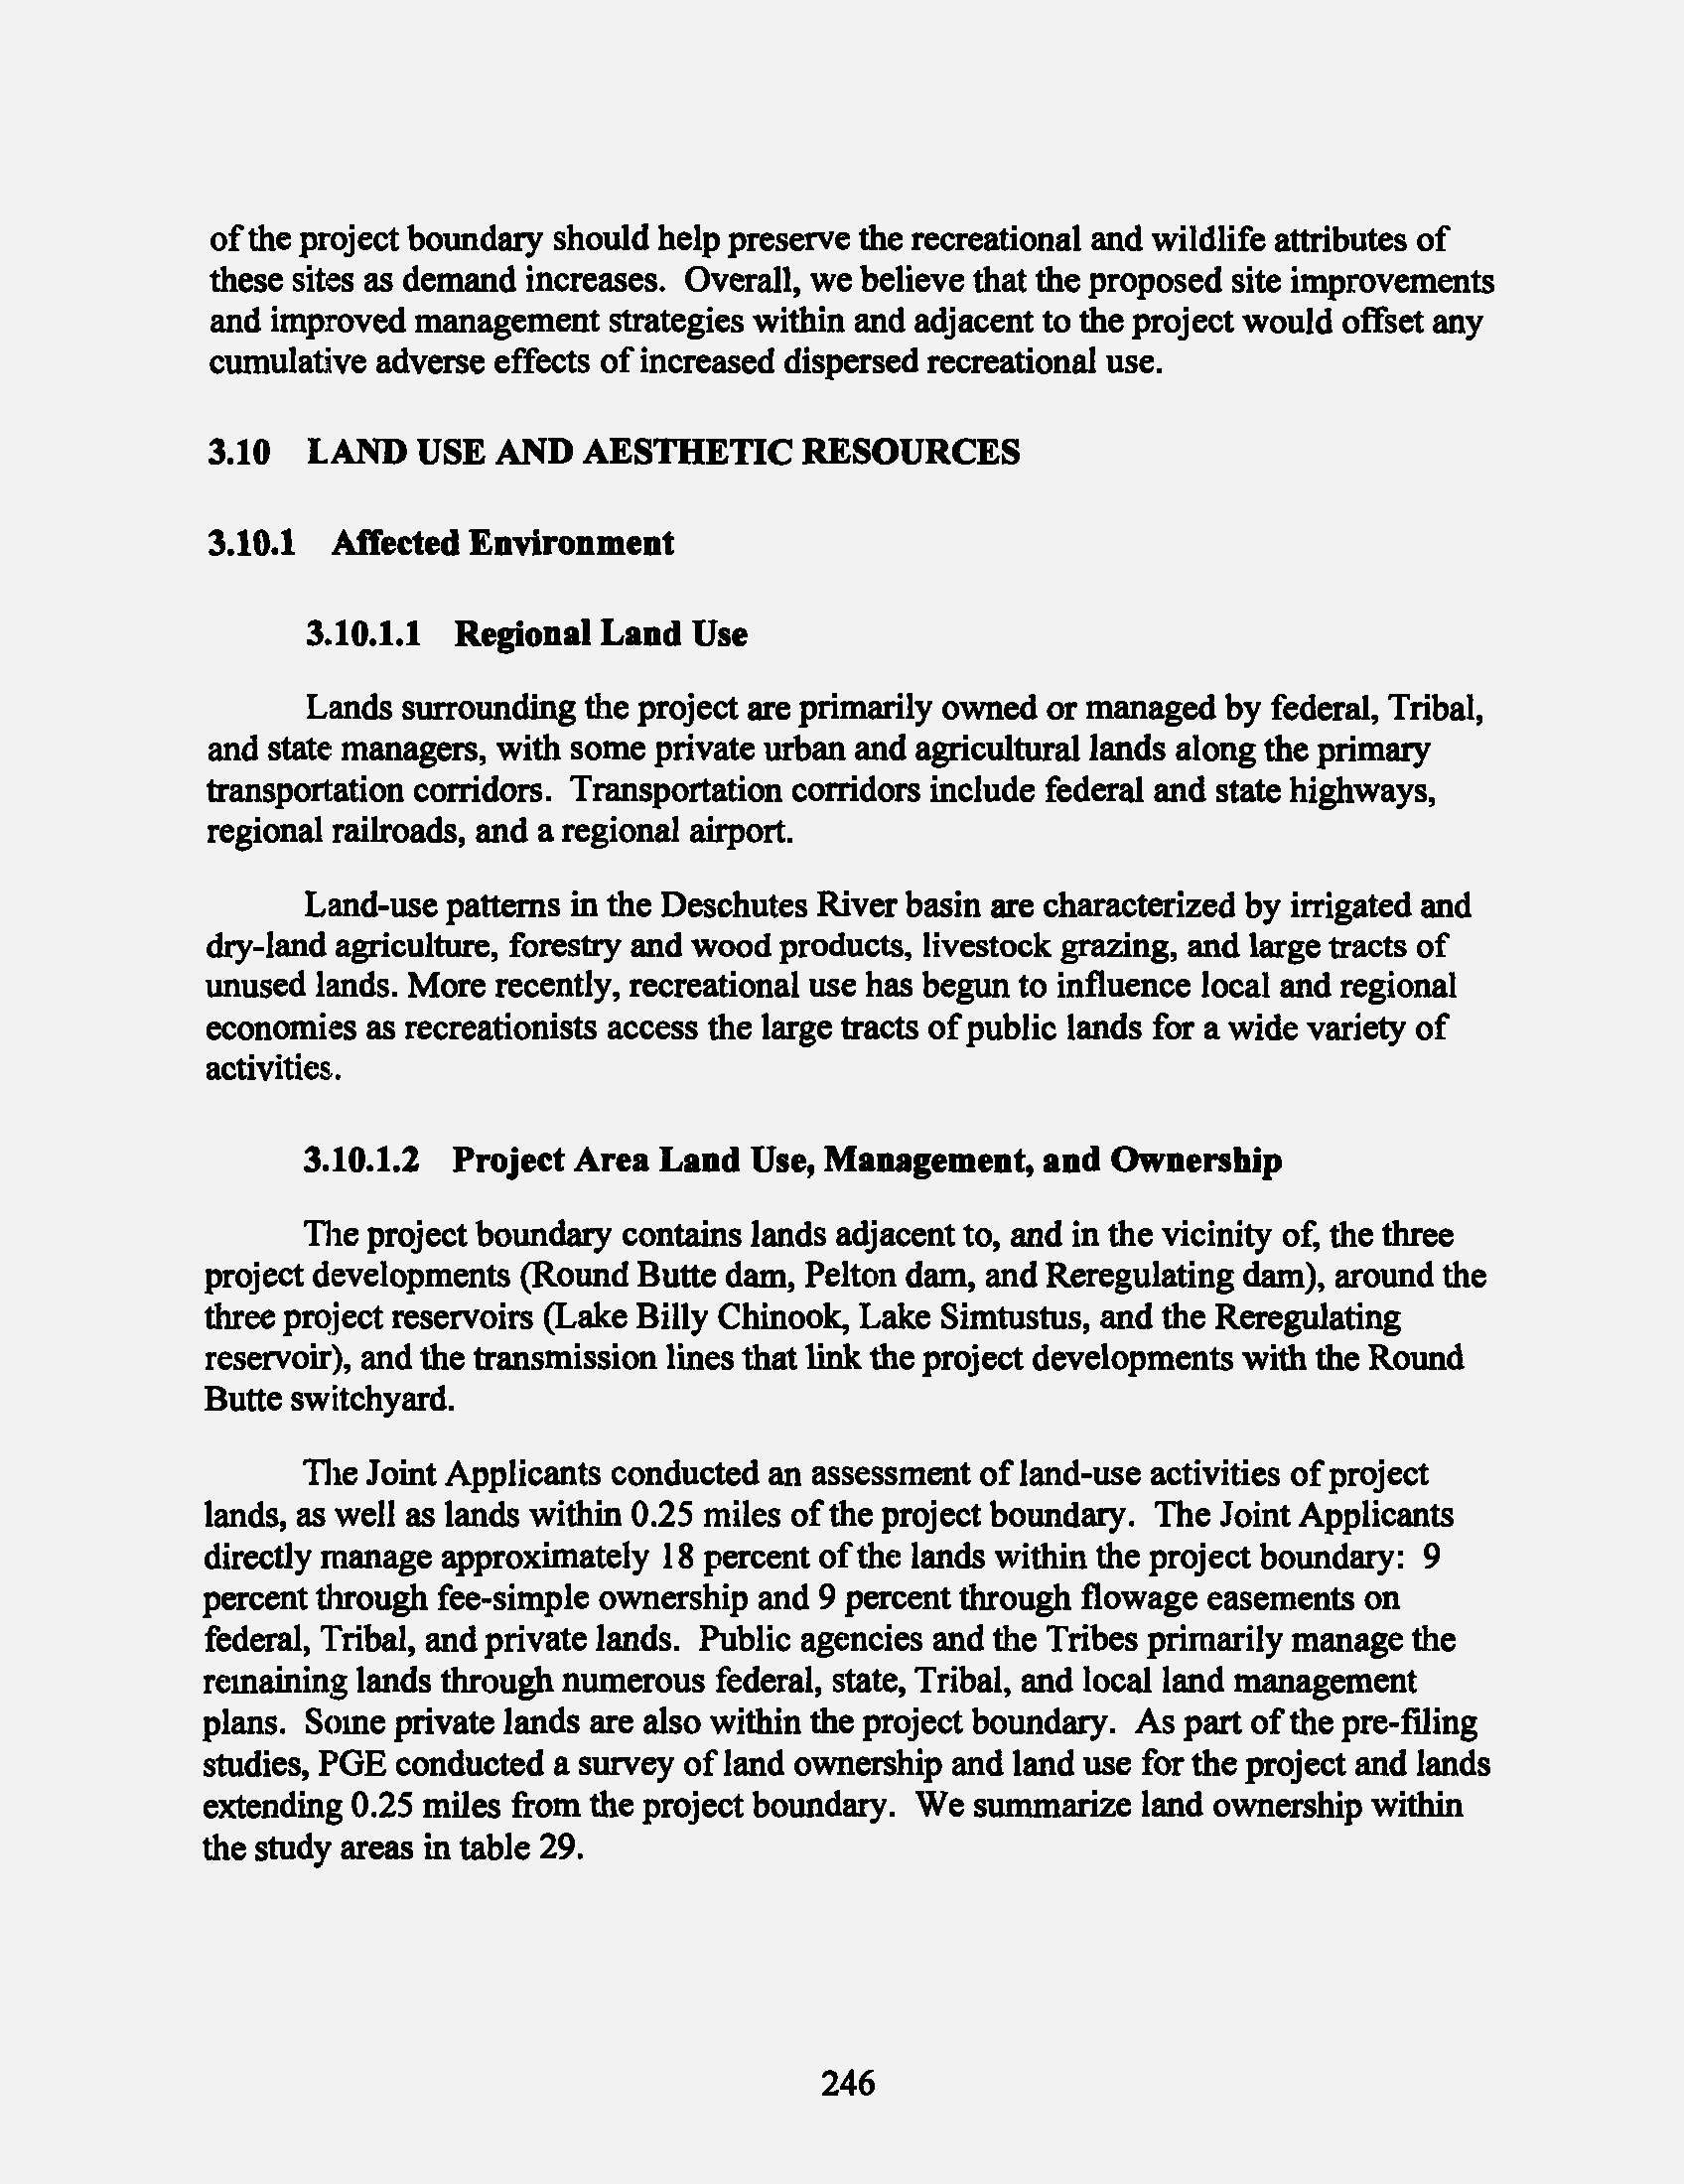 of the project boundary should help preserve the recreational and wildlife attributes of
these sites as demand increases.  Overall, we believe that the proposed site improvements
and improved management strategies within and adjacent to the project would offset any
cumulative adverse effects of increased dispersed recreational use.
3.10 LAND USE AND AESTHETIC RESOURCES
3.10.1 Affected Environment
3.10.1.1 Regional Land Use
Lands surrounding the project are primarily owned or managed by federal, Tribal,
and state managers, with some private urban and agricultural lands along the primary
transportation corridors.  Transportation corridors include federal and state highways,
regional railroads, and a regional airport.
Land-use patterns in the Deschutes River basin are characterized by irrigated and
dry-land agriculture, forestry and wood products, livestock grazing, and large tracts of
unused lands. More recently, recreational use has begun to influence local and regional
economies as recreationists access the large tracts of public lands for a wide variety of
activities.
3.10.1.2 Project Area Land Use, Management, and Ownership
The project boundary contains lands adjacent to, and in the vicinity of, the three
project developments (Round Butte dam, Pelton dam, and Reregulating dam), around the
three project reservoirs (Lake Billy Chinook, Lake Simtustus, and the Reregulating
reservoir), and the transmission lines that link the project developments with the Round
Butte switchyard.
The Joint Applicants conducted an assessment of land-use activities of project
lands, as well as lands within 0.25 miles of the project boundary.  The Joint Applicants
directly manage approximately 18 percent of the lands within the project boundary:  9
percent through fee-simple ownership and 9 percent through flowage easements on
federal, Tribal, and private lands.  Public agencies and the Tribes primarily manage the
remaining lands through numerous federal, state, Tribal, and local land management
plans.  Some private lands are also within the project boundary.  As part of the pre-filing
studies, PGE conducted a survey of land ownership and land use for the project and lands
extending 0.25 miles from the project boundary.  We summarize land ownership within
the study areas in table 29.
246